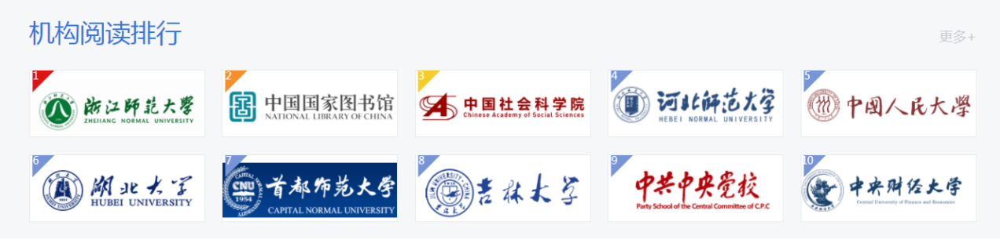 机构阅读排行
更多+
1
浙江師範大學
ZHEJIANG NORMAL UNIVERSITY
2
中国国家图书馆
NATIONAL LIBRARY OF CHINA
3
中国社会科学院
Chinese Academy of Social Sciences
4
河北师范大学
HEBEI NORMAL UNIVERSITY
5
中國人民大學
6
湖北大学
HUBEI UNIVERSITY
7
CNU
1954
首都师范大学
CAPITAL NORMAL UNIVERSITY
8
吉林大学
9
中共中央党校
Party School of the Central Committee of C.P.C
10
中央财经大学
Central University of Finance and Economics